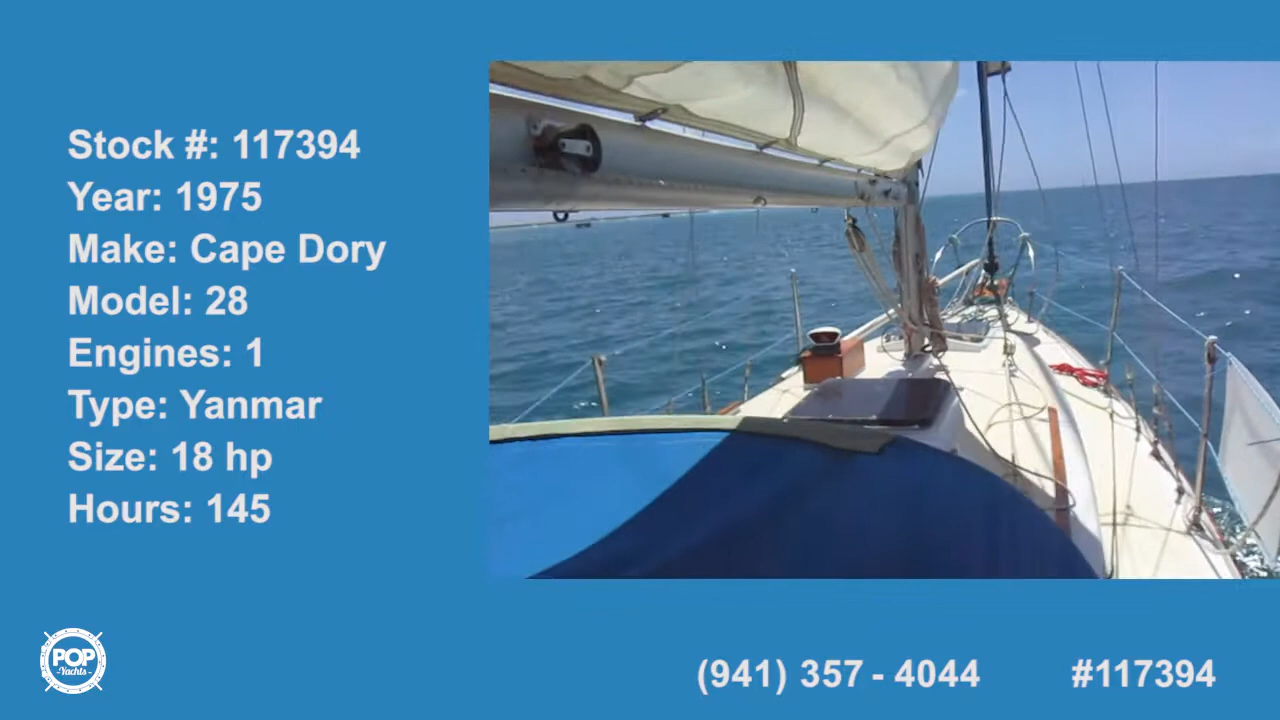 Stock #: 117394
Year: 1975
Make: Cape Dory
Model: 28
Engines: 1
Type: Yanmar
Size: 18 hp
Hours: 145
POP
-Yachts-
(941) 357 - 4044 #117394